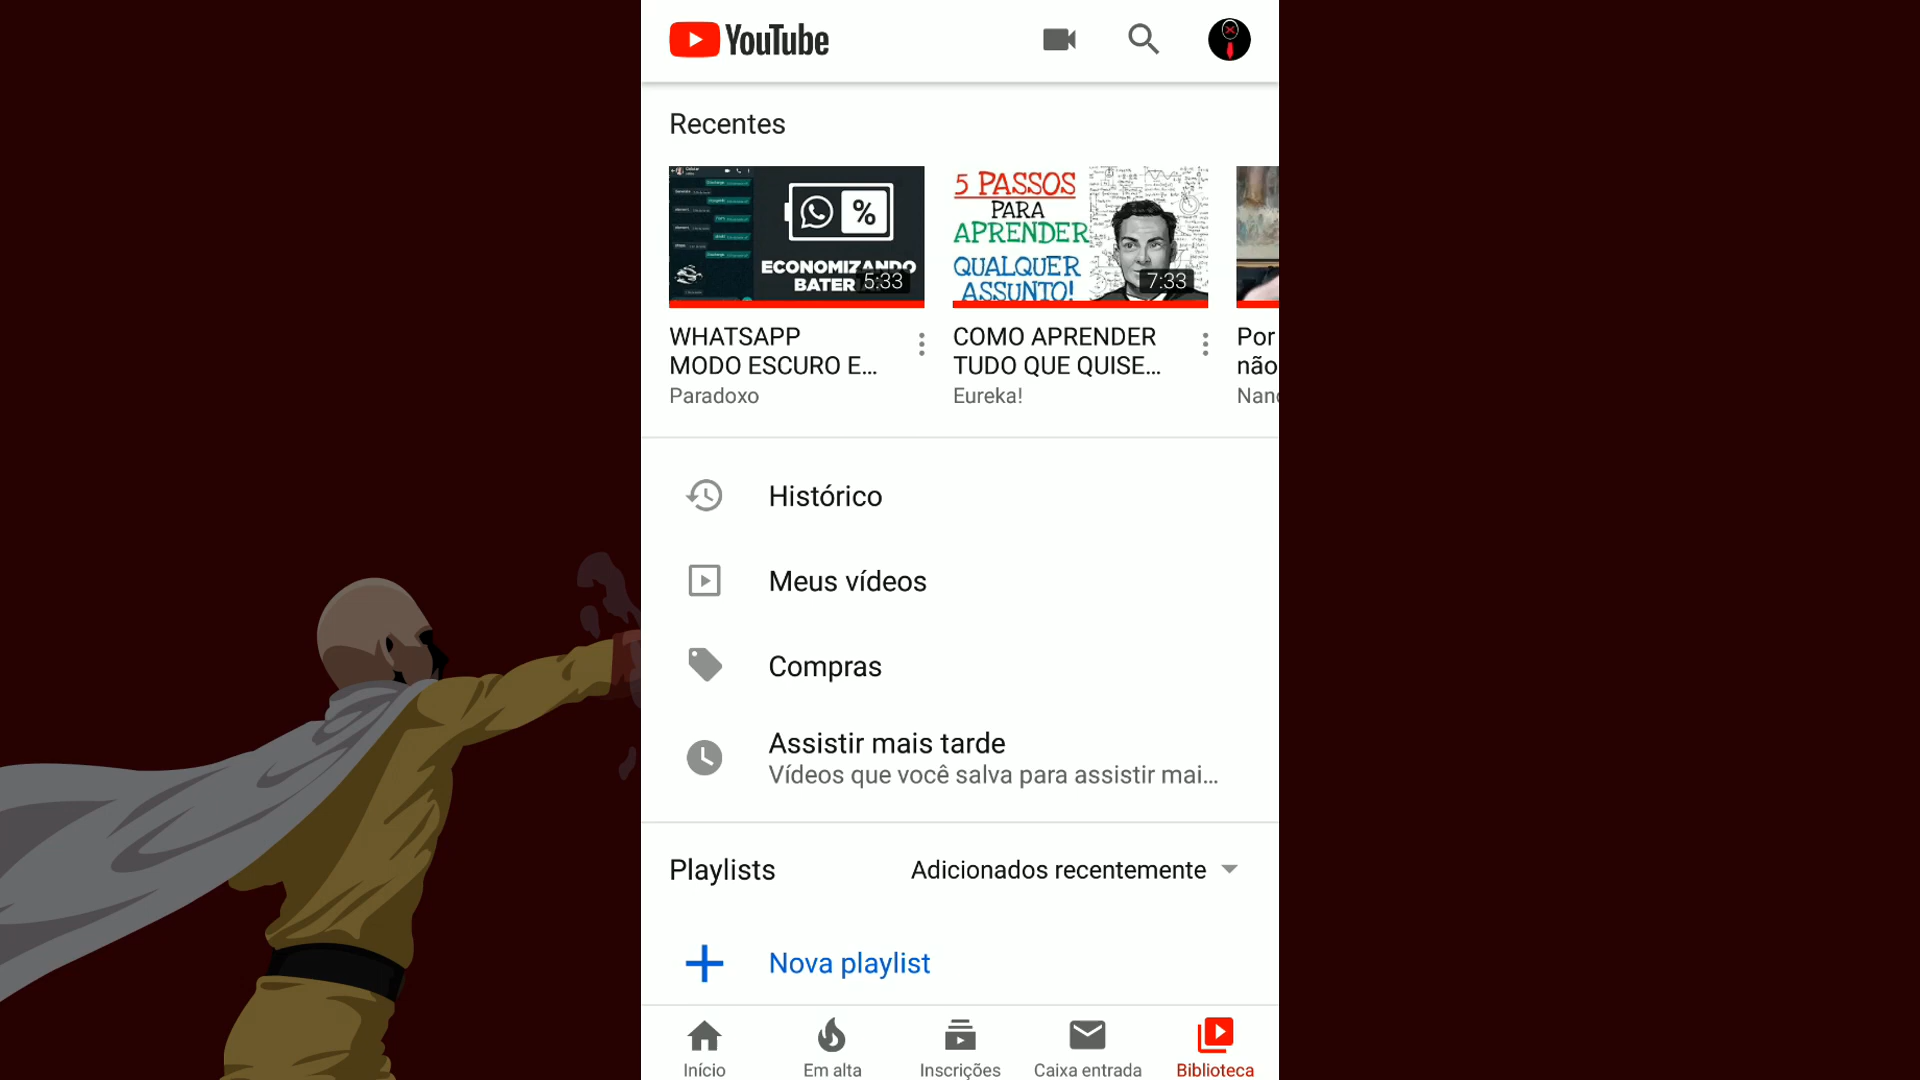 YouTube
Recentes
%
ECONOMIZANDO
BATER
5:33
5 PASSOS
PARA
APRENDER
QUALQUER
ASSUNTO!
7:33
WHATSAPP
MODO ESCURO E...
Paradoxo
COMO APRENDER
TUDO QUE QUISE...
Eureka!
Por
não
Nan
Histórico
Meus vídeos
Compras
Assistir mais tarde
Vídeos que você salva para assistir mai...
Playlists
Adicionados recentemente
Nova playlist
Início
Em alta
Inscrições
Caixa entrada
Biblioteca